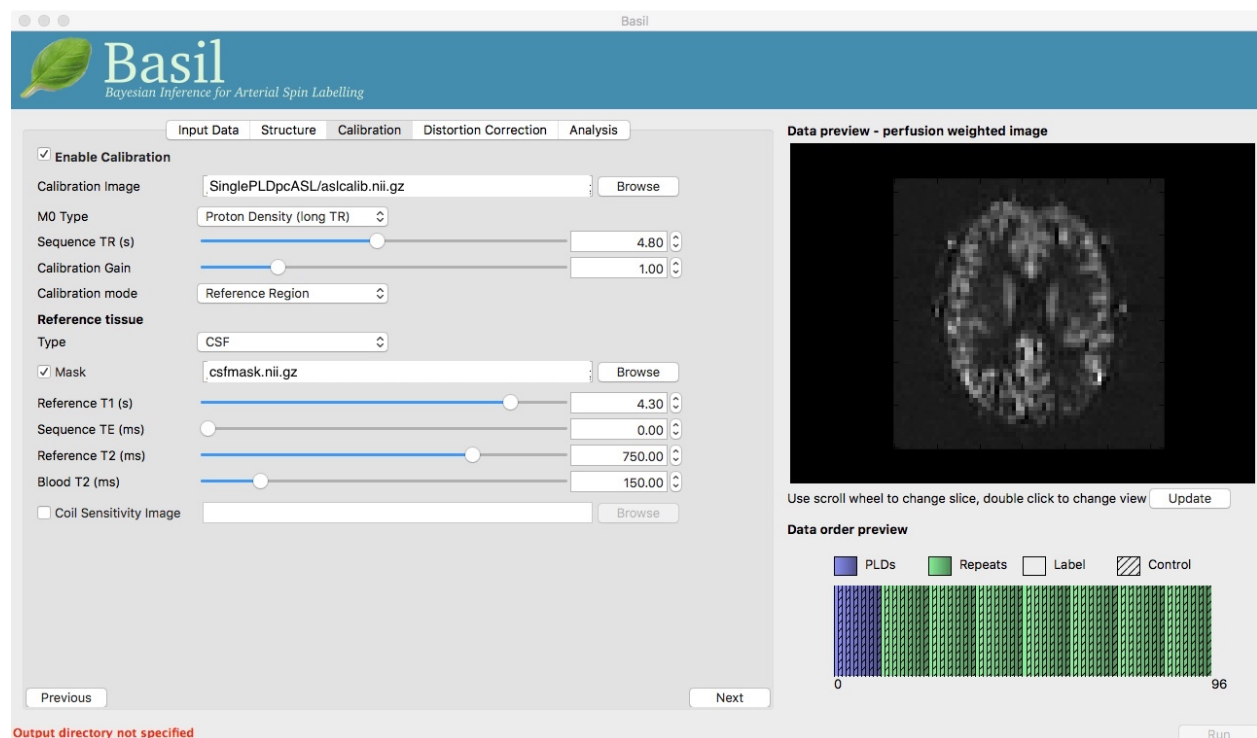 Basil
Basil
Bayesian Inference for Arterial Spin Labelling
Input Data Structure Calibration Distortion Correction Analysis
Enable Calibration
Calibration Image SinglePLDpcASL/aslcalib.nii.gz Browse
M0 Type Proton Density (long TR)
Sequence TR (s) 4.80
Calibration Gain 1.00
Calibration mode Reference Region
Reference tissue
Type CSF
Mask csfmask.nii.gz Browse
Reference T1 (s) 4.30
Sequence TE (ms) 0.00
Reference T2 (ms) 750.00
Blood T2 (ms) 150.00
Coil Sensitivity Image Browse
Previous Next
Data preview - perfusion weighted image
Use scroll wheel to change slice, double click to change view Update
Data order preview
PLDs Repeats Label Control
0 96
Output directory not specified Run